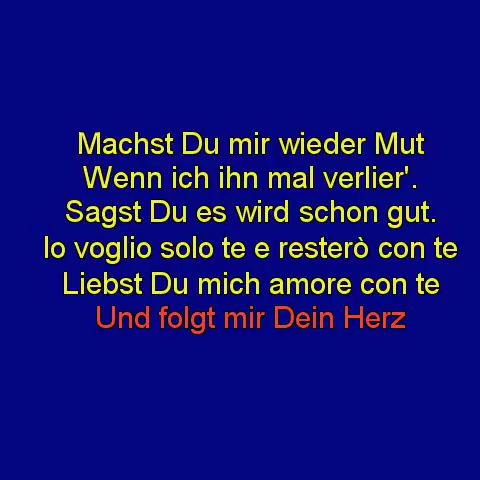 Machst Du mir wieder Mut
Wenn ich ihn mal verlier'.
Sagst Du es wird schon gut.
Io voglio solo te e resterò con te
Liebst Du mich amore con te
Und folgt mir Dein Herz